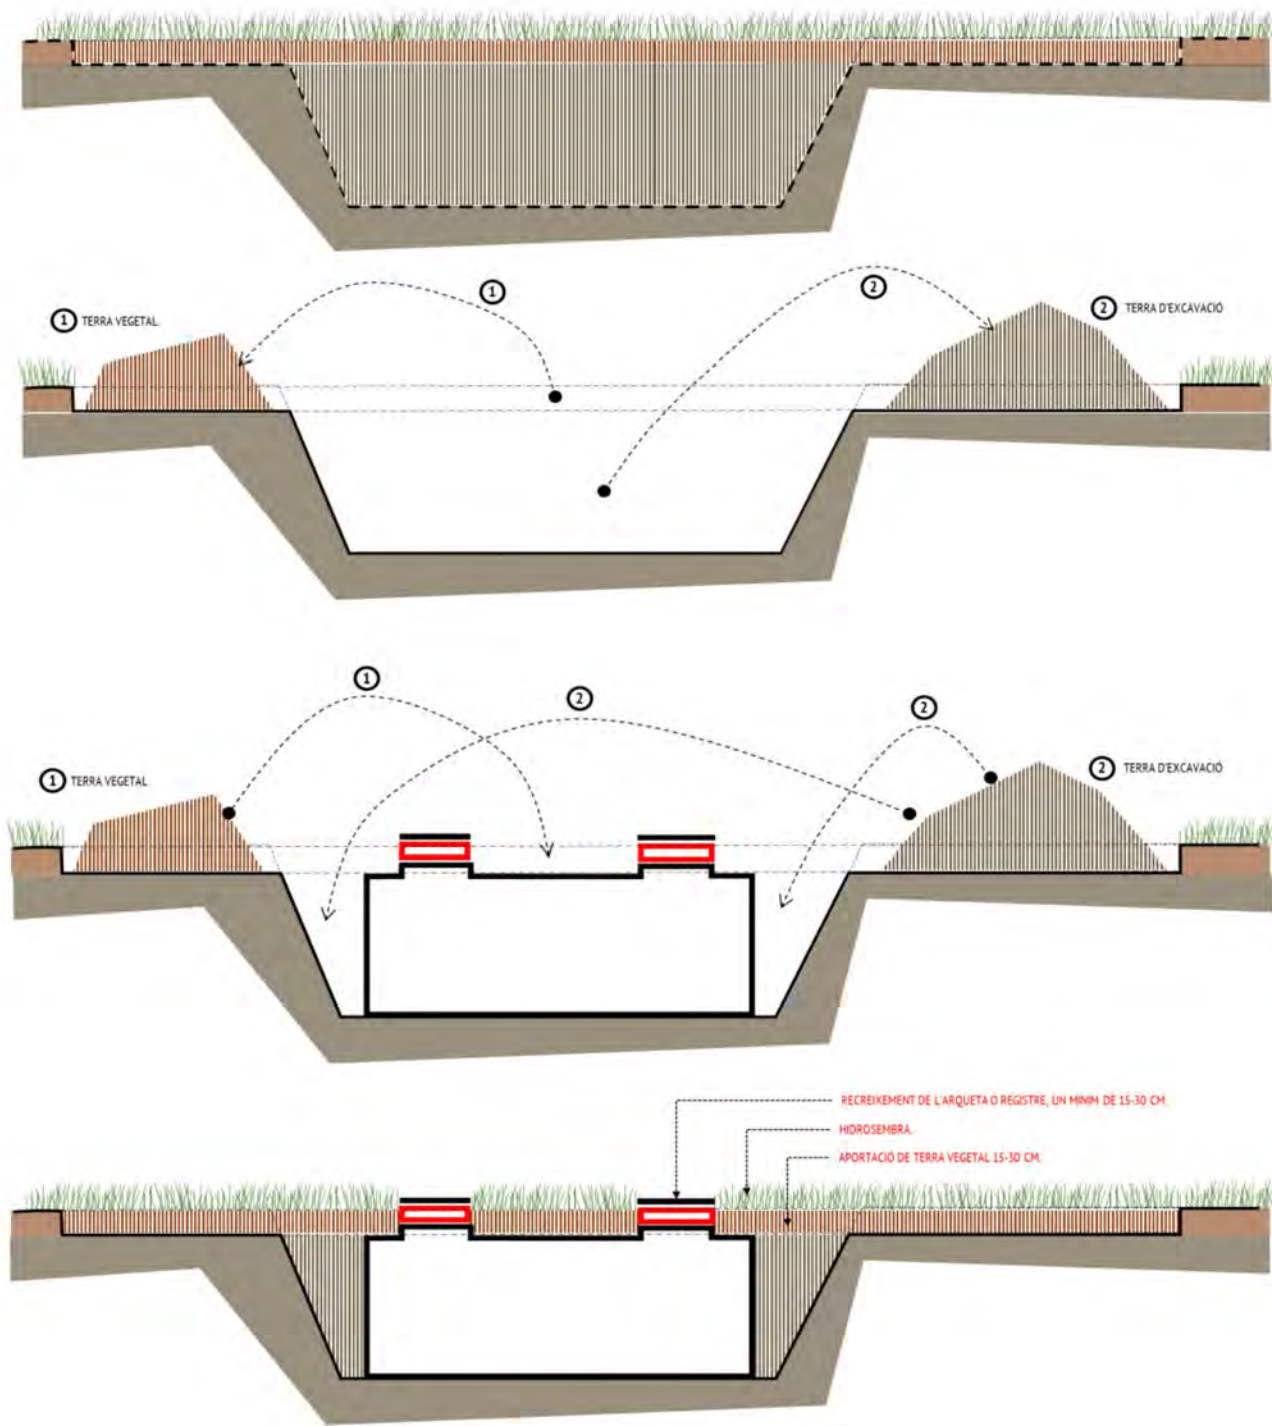 1
2
1 TERRA VEGETAL
2 TERRA D'EXCAVACIÓ
1
2
2
1 TERRA VEGETAL
2 TERRA D'EXCAVACIÓ
RECREIXEMENT DE L'ARQUETA O REGISTRE, UN MINIM DE 15-30 CM
HIDROSEMBRA.
APORTACIÓ DE TERRA VEGETAL 15-30 CM.